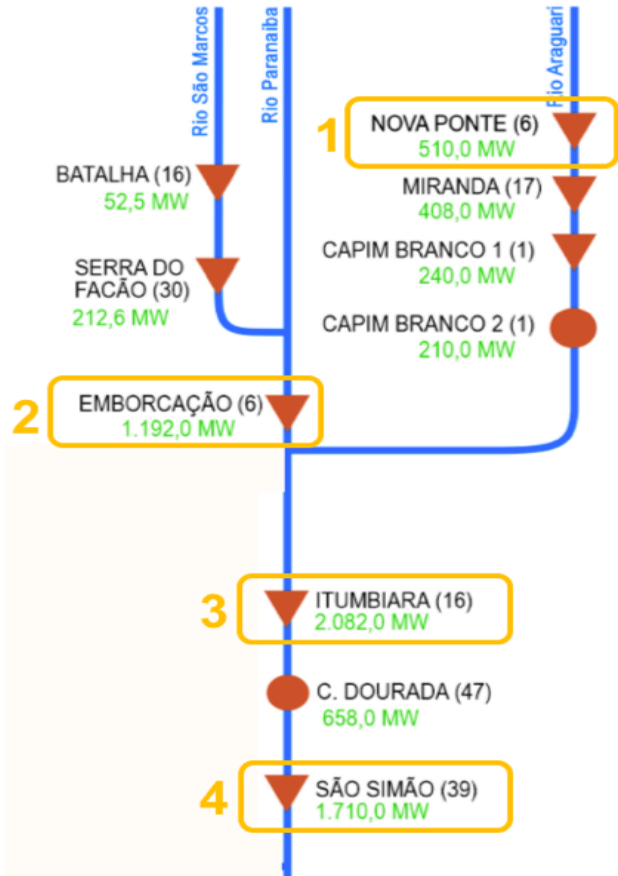 Rio São Marcos
Rio Paranaíba
Rio Araguari
1
NOVA PONTE (6)
510,0 MW
BATALHA (16)
52,5 MW
MIRANDA (17)
408,0 MW
SERRA DO
FACÃO (30)
212,6 MW
CAPIM BRANCO 1 (1)
240,0 MW
CAPIM BRANCO 2 (1)
210,0 MW
2
EMBORCAÇÃO (6)
1.192,0 MW
3
ITUMBIARA (16)
2.082,0 MW
C. DOURADA (47)
658,0 MW
4
SÃO SIMÃO (39)
1.710,0 MW